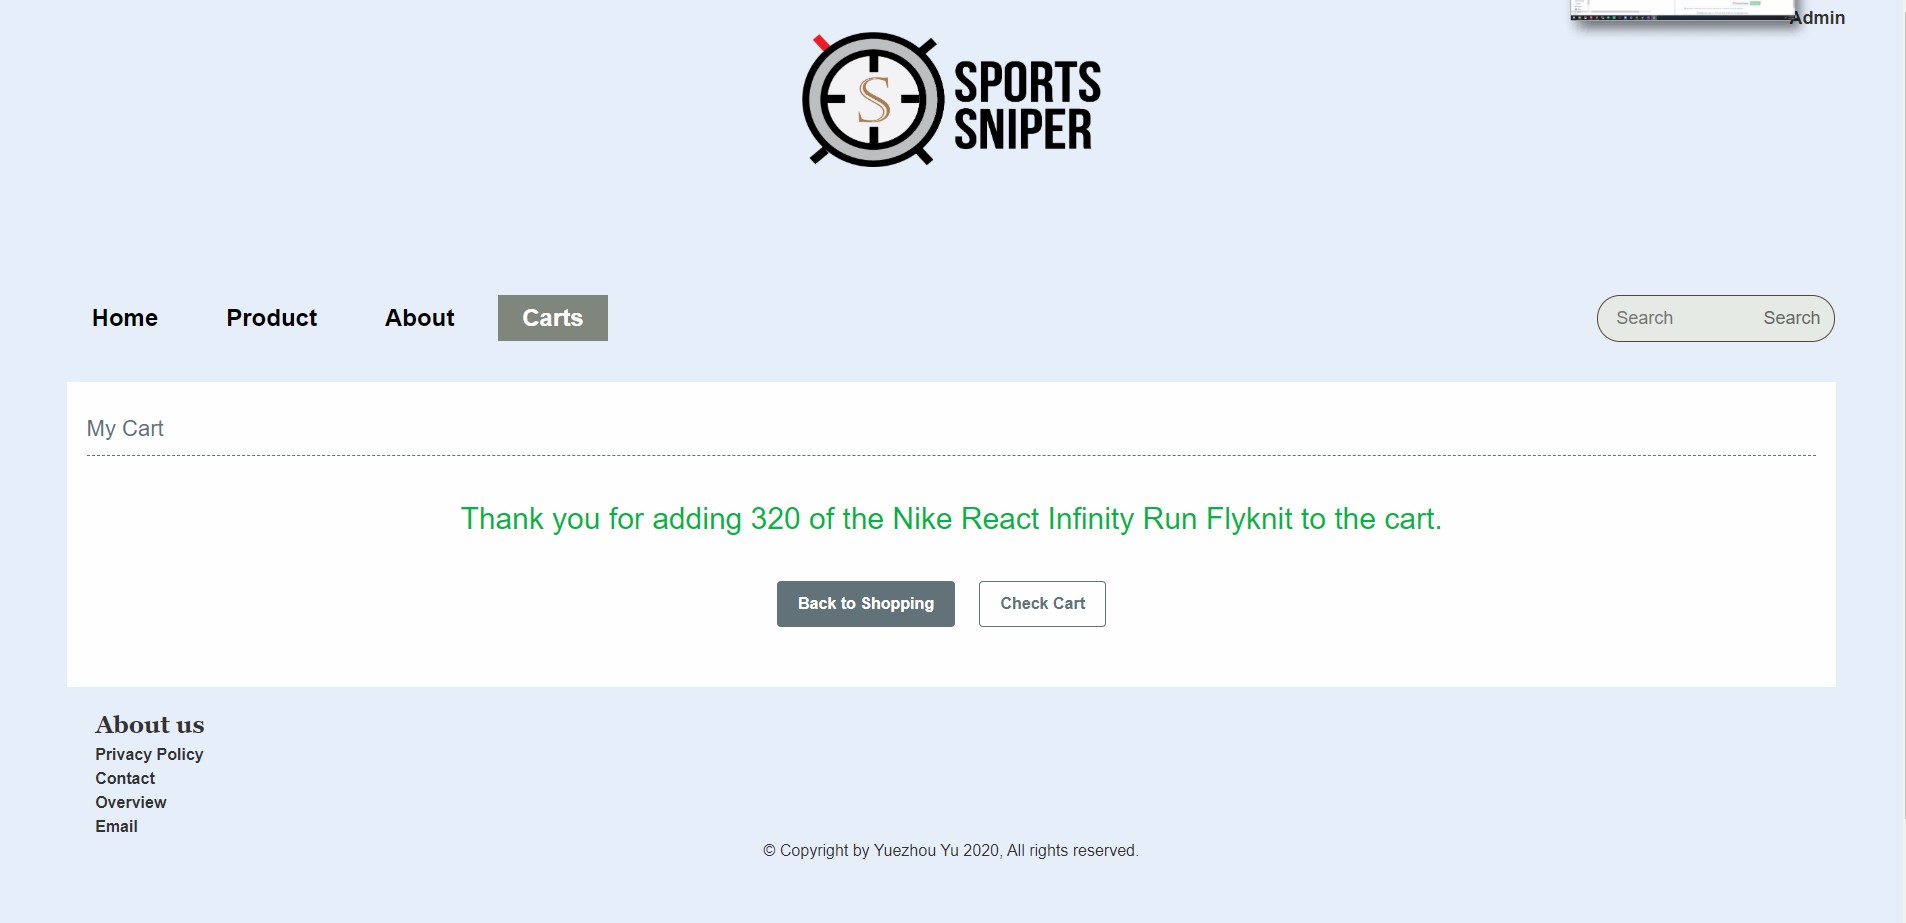 Admin
S
SPORTS
SNIPER
Home Product About Carts Search Search
My Cart
Thank you for adding 320 of the Nike React Infinity Run Flyknit to the cart.
Back to Shopping Check Cart
About us
Privacy Policy
Contact
Overview
Email
© Copyright by Yuezhou Yu 2020, All rights reserved.